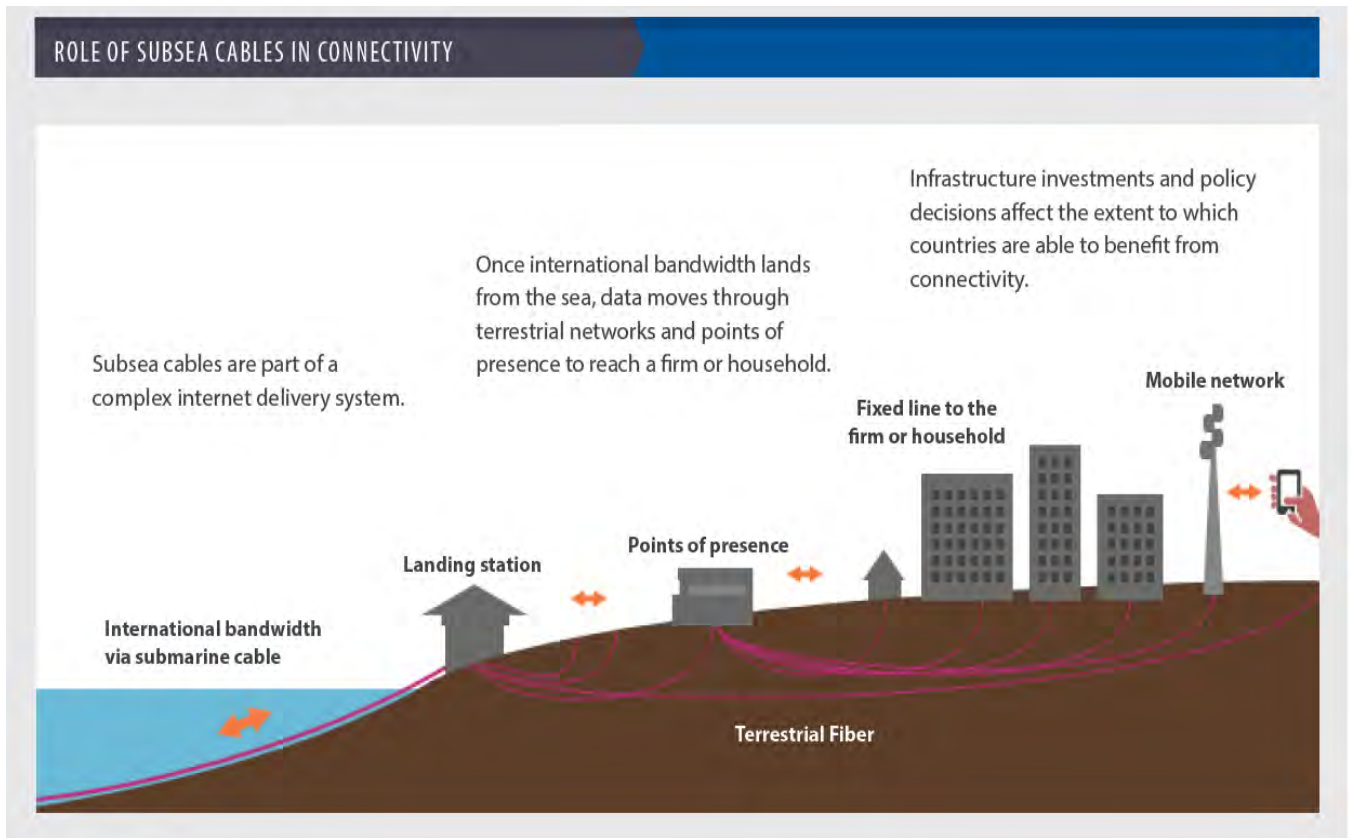 ROLE OF SUBSEA CABLES IN CONNECTIVITY
Infrastructure investments and policy
decisions affect the extent to which
countries are able to benefit from
connectivity.
Once international bandwidth lands
from the sea, data moves through
terrestrial networks and points of
presence to reach a firm or household.
Subsea cables are part of a
complex internet delivery system.
Mobile network
Fixed line to the
firm or household
Points of presence
Landing station
International bandwidth
via submarine cable
Terrestrial Fiber